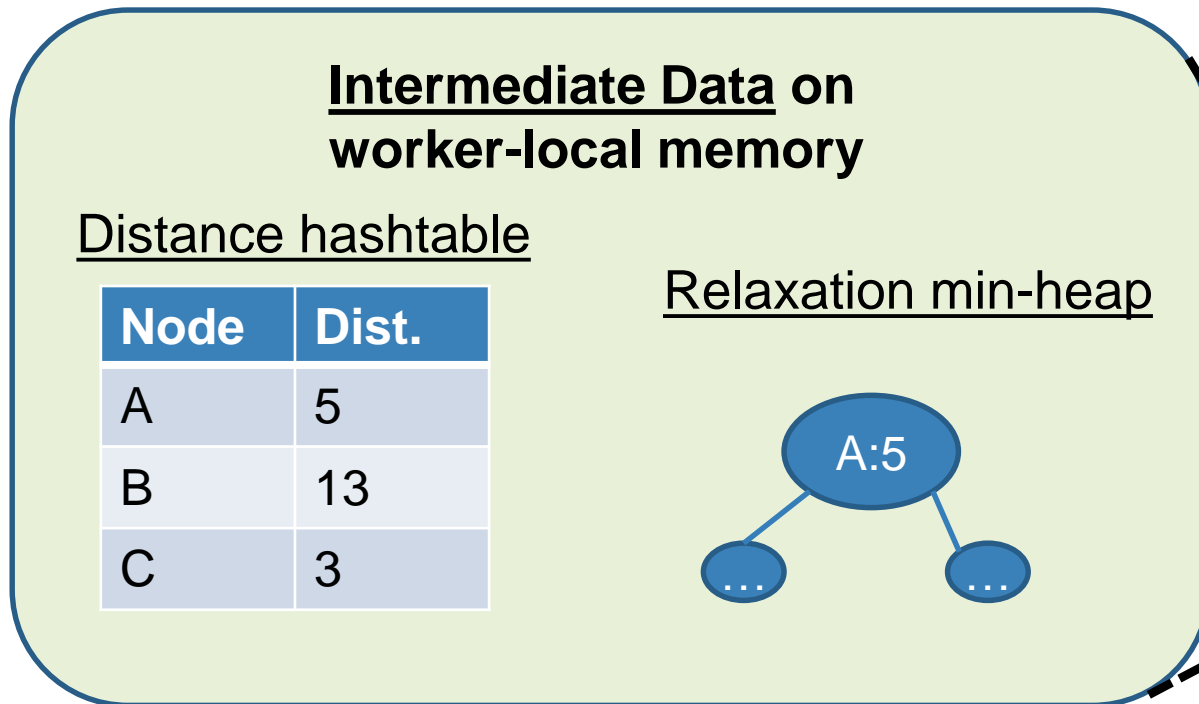 Intermediate Data on
worker-local memory
Distance hashtable
Relaxation min-heap
Node Dist.
A 5
B 13
C 3
A:5
... ...